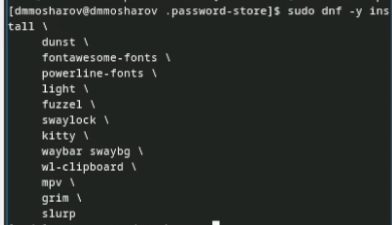 [dmmosharov@dmmosharov .password-store]$ sudo dnf -y ins
tall \
dunst \
fontawesome-fonts \
powerline-fonts \
light \
fuzzel \
swaylock \
kitty \
waybar swaybg \
wl-clipboard \
mpv \
grim \
slurp